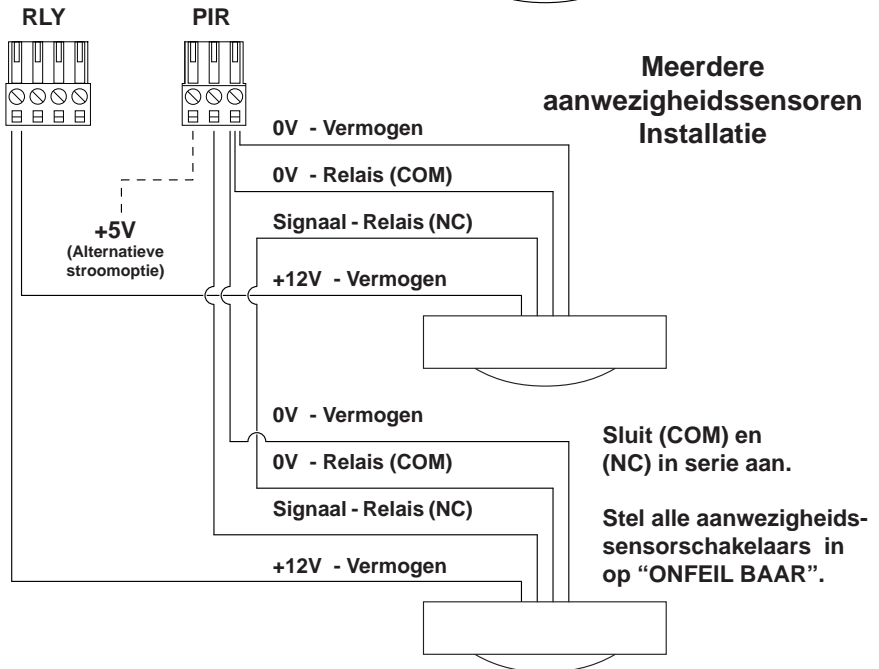 RLY PIR
Meerdere
aanwezigheidssensoren
Installatie
0V - Vermogen
0V - Relais (COM)
Signaal - Relais (NC)
+12V - Vermogen
+5V
(Alternatieve
stroomoptie)
0V - Vermogen
0V - Relais (COM)
Signaal - Relais (NC)
+12V - Vermogen
Sluit (COM) en
(NC) in serie aan.
Stel alle aanwezigheids-
sensorschakelaars in
op “ONFEIL BAAR”.